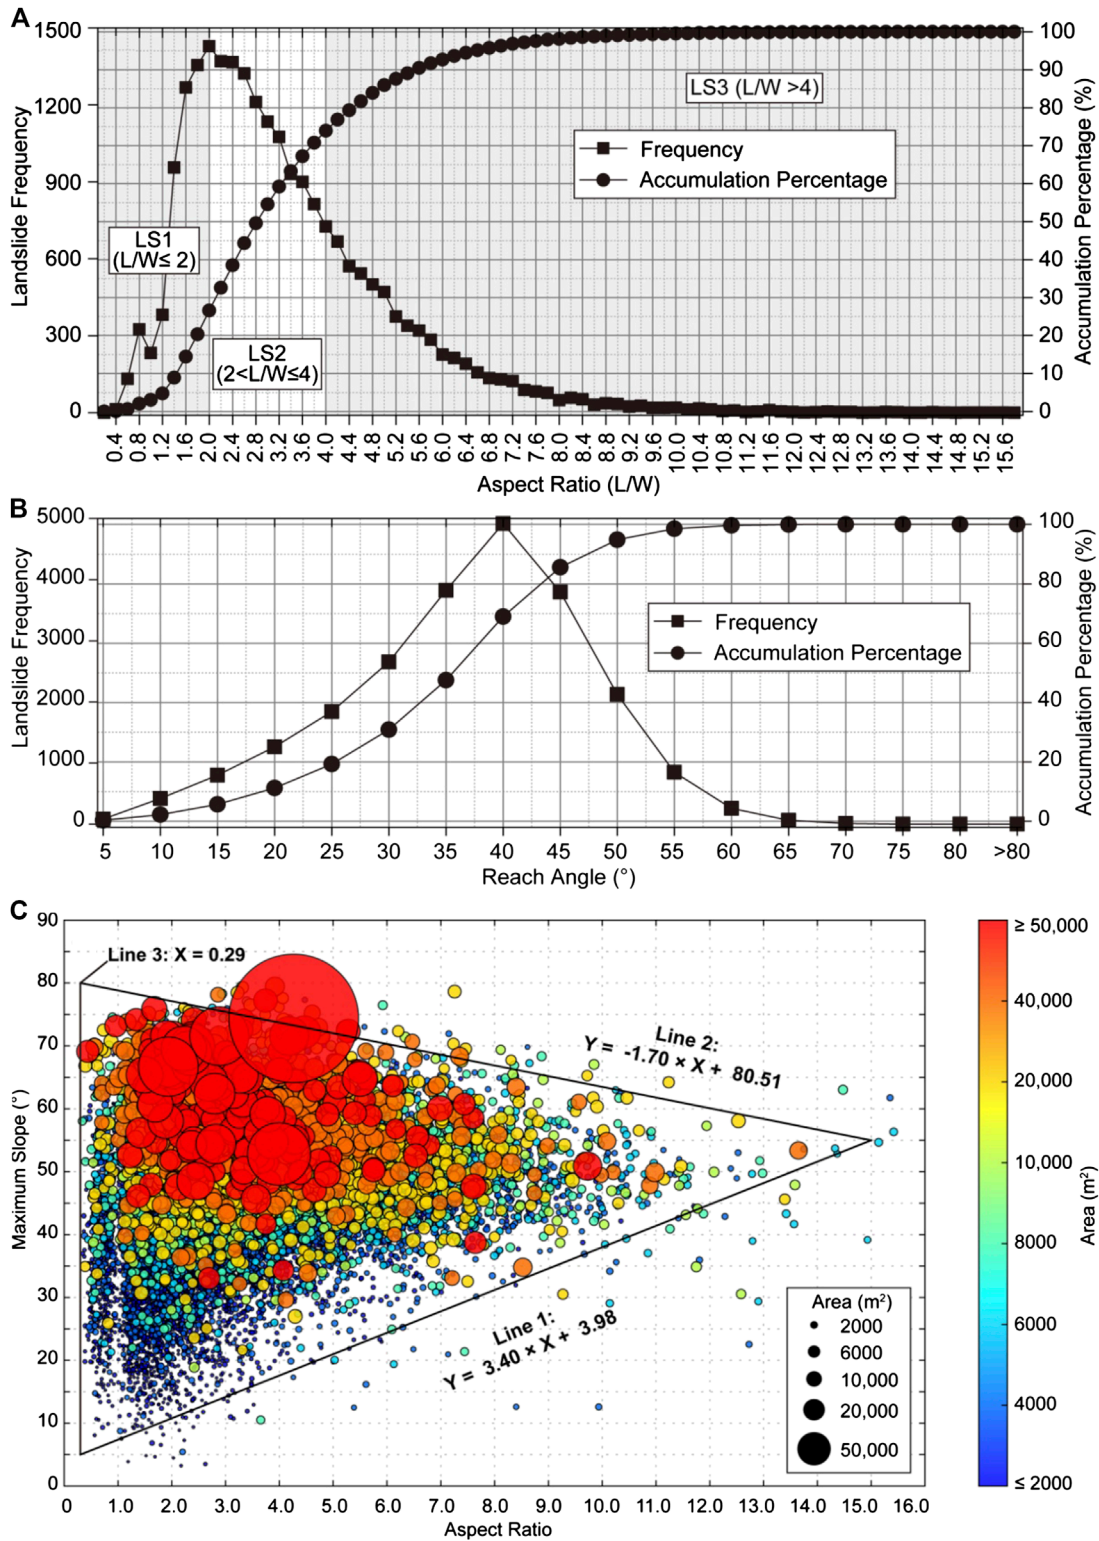 A
1500
1200
900
600
300
0
Landslide Frequency
LS1
(L/W≤ 2)
LS2
(2<L/W≤4)
LS3 (L/W >4)
Frequency
Accumulation Percentage
100
90
80
70
60
50
40
30
20
10
0
Accumulation Percentage (%)
0.4 0.8 1.2 1.6 2.0 2.4 2.8 3.2 3.6 4.0 4.4 4.8 5.2 5.6 6.0 6.4 6.8 7.2 7.6 8.0 8.4 8.8 9.2 9.6 10.0 10.4 10.8 11.2 11.6 12.0 12.4 12.8 13.2 13.6 14.0 14.4 14.8 15.2 15.6
Aspect Ratio (L/W)
B
5000
4000
3000
2000
1000
0
Landslide Frequency
Frequency
Accumulation Percentage
100
80
60
40
20
0
Accumulation Percentage (%)
5 10 15 20 25 30 35 40 45 50 55 60 65 70 75 80 >80
Reach Angle (°)
C
90
80
70
60
50
40
30
20
10
0
Maximum Slope (°)
Line 3: X = 0.29
Line 2:
Y = -1.70 × X + 80.51
Line 1:
Y = 3.40 × X + 3.98
Area (m²)
2000
6000
10,000
20,000
50,000
0 1.0 2.0 3.0 4.0 5.0 6.0 7.0 8.0 9.0 10.0 11.0 12.0 13.0 14.0 15.0 16.0
Aspect Ratio
≥ 50,000
40,000
20,000
10,000
8000
6000
4000
≤ 2000
Area (m²)